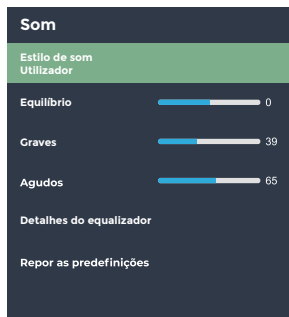 Som
Estilo de som
Utilizador
Equilíbrio 0
Graves 39
Agudos 65
Detalhes do equalizador
Repor as predefinições